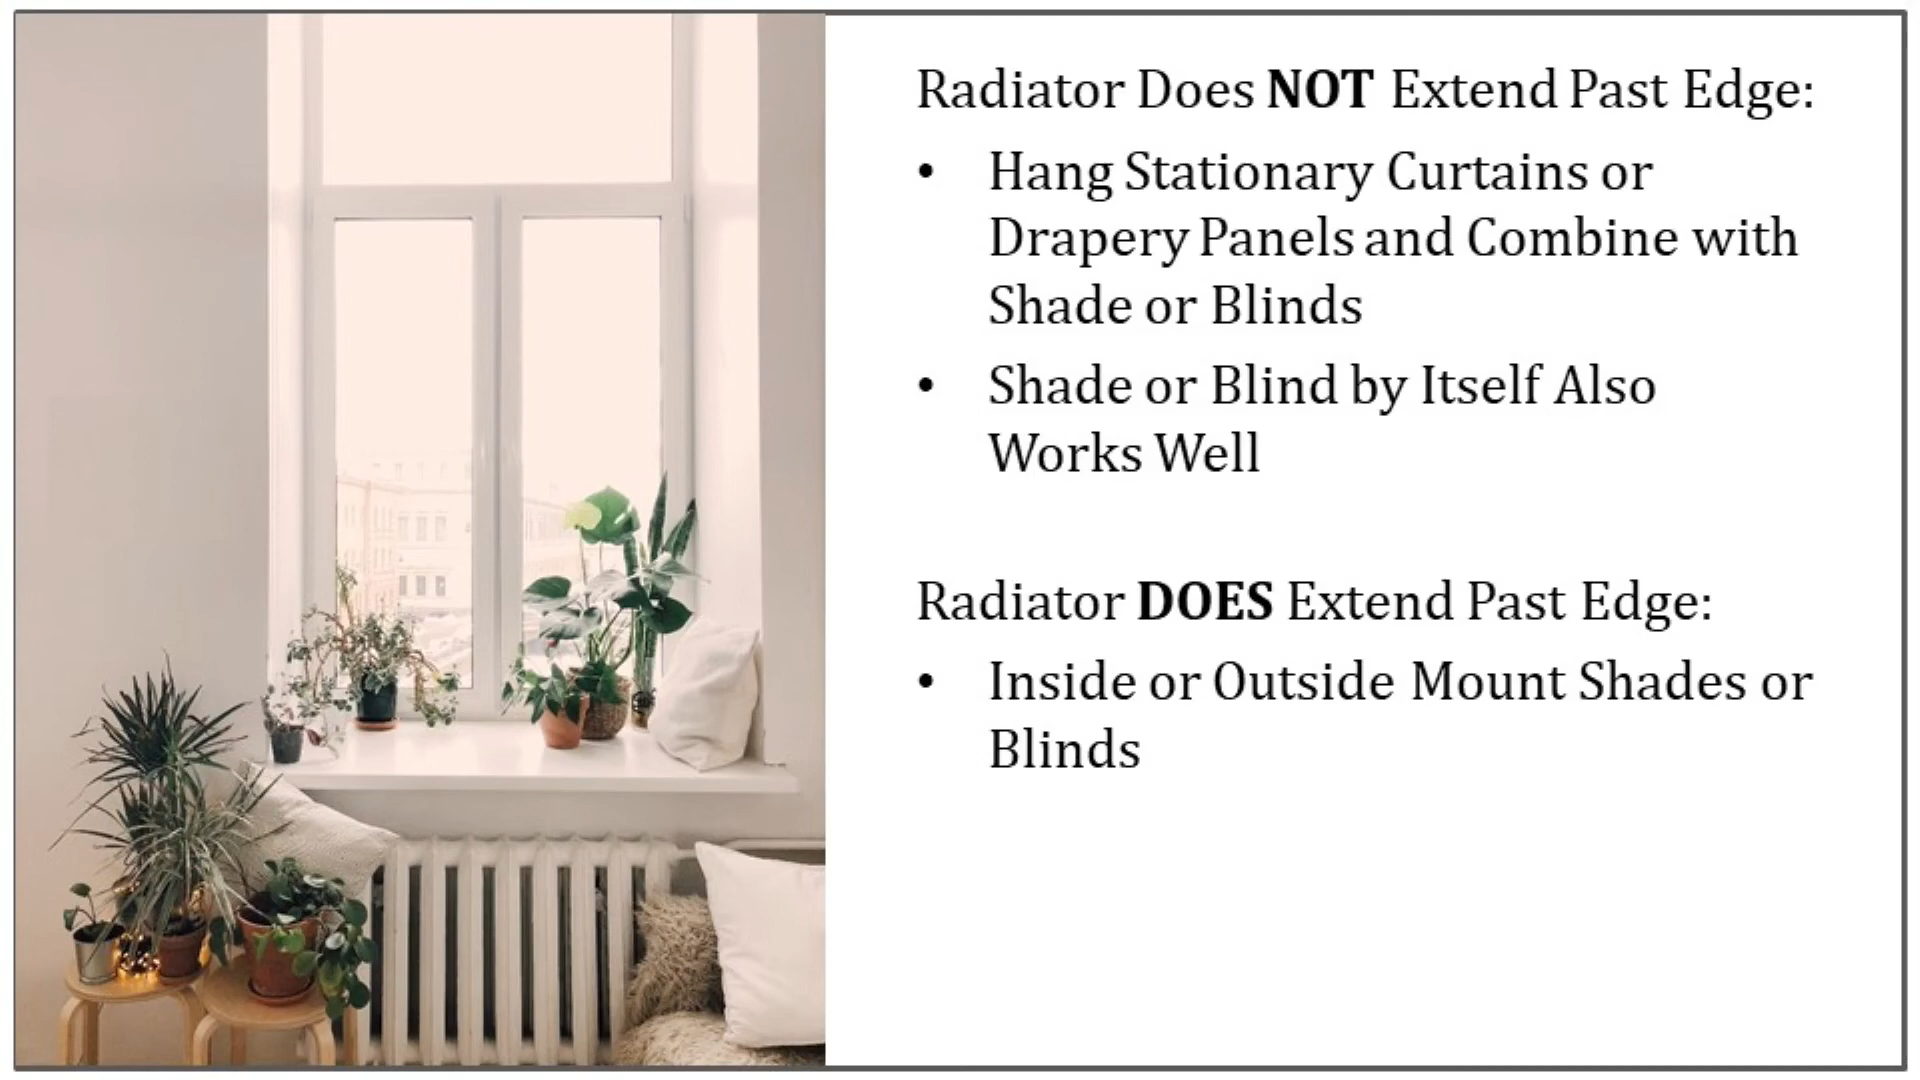 Radiator Does NOT Extend Past Edge:
• Hang Stationary Curtains or
Drapery Panels and Combine with
Shade or Blinds
• Shade or Blind by Itself Also
Works Well
Radiator DOES Extend Past Edge:
• Inside or Outside Mount Shades or
Blinds